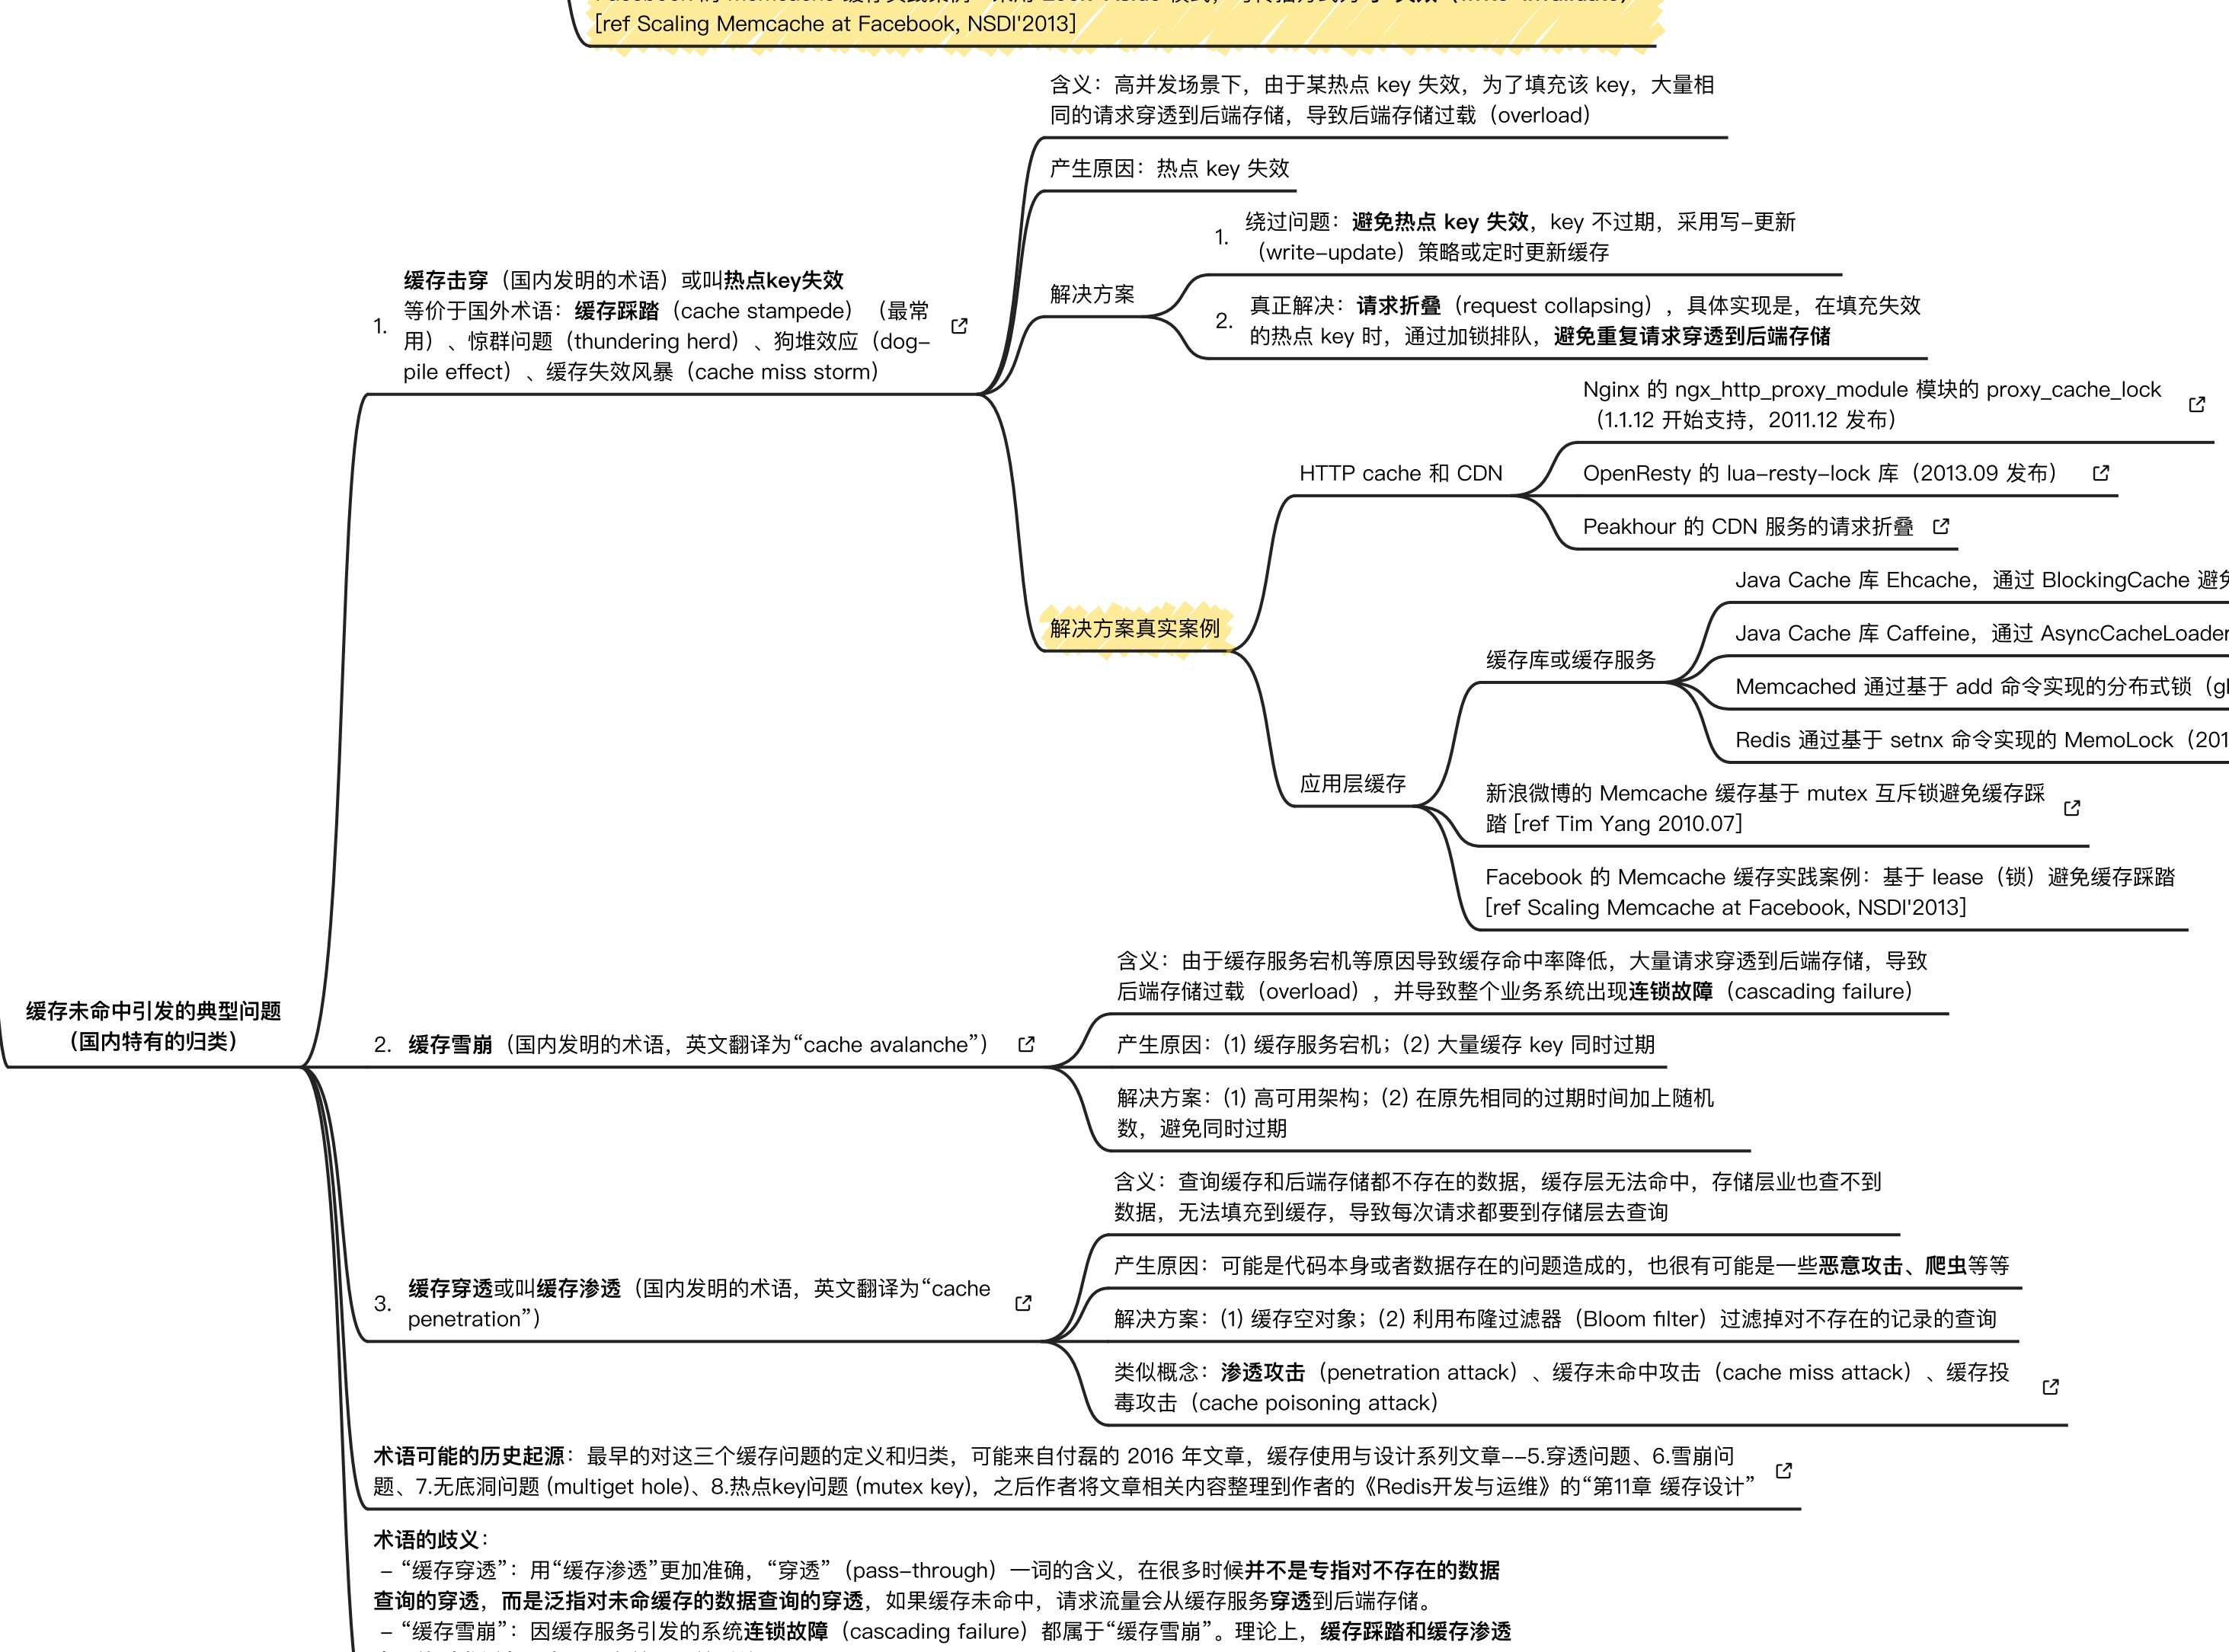 [ref Scaling Memcache at Facebook, NSDI'2013]
含义：高并发场景下，由于某热点 key 失效，为了填充该 key，大量相
同的请求穿透到后端存储，导致后端存储过载（overload）
产生原因：热点 key 失效
1. 绕过问题：避免热点 key 失效，key 不过期，采用写-更新
（write-update）策略或定时更新缓存
解决方案
2. 真正解决：请求折叠（request collapsing），具体实现是，在填充失效
的热点 key 时，通过加锁排队，避免重复请求穿透到后端存储
缓存击穿（国内发明的术语）或叫热点key失效
1. 等价于国外术语：缓存踩踏（cache stampede）（最常
用）、惊群问题（thundering herd）、狗堆效应（dog-
pile effect）、缓存失效风暴（cache miss storm）
Nginx 的 ngx_http_proxy_module 模块的 proxy_cache_lock
（1.1.12 开始支持，2011.12 发布）
HTTP cache 和 CDN
OpenResty 的 lua-resty-lock 库（2013.09 发布）
Peakhour 的 CDN 服务的请求折叠
解决方案真实案例
Java Cache 库 Ehcache，通过 BlockingCache 避
Java Cache 库 Caffeine，通过 AsyncCacheLoader
缓存库或缓存服务
Memcached 通过基于 add 命令实现的分布式锁（g
Redis 通过基于 setnx 命令实现的 MemoLock（201
应用层缓存
新浪微博的 Memcache 缓存基于 mutex 互斥锁避免缓存踩
踏 [ref Tim Yang 2010.07]
Facebook 的 Memcache 缓存实践案例：基于 lease（锁）避免缓存踩踏
[ref Scaling Memcache at Facebook, NSDI'2013]
缓存未命中引发的典型问题
（国内特有的归类）
含义：由于缓存服务宕机等原因导致缓存命中率降低，大量请求穿透到后端存储，导致
后端存储过载（overload），并导致整个业务系统出现连锁故障（cascading failure）
2. 缓存雪崩（国内发明的术语，英文翻译为“cache avalanche”）
产生原因：(1) 缓存服务宕机；(2) 大量缓存 key 同时过期
解决方案：(1) 高可用架构；(2) 在原先相同的过期时间加上随机
数，避免同时过期
含义：查询缓存和后端存储都不存在的数据，缓存层无法命中，存储层业也查不到
数据，无法填充到缓存，导致每次请求都要到存储层去查询
产生原因：可能是代码本身或者数据存在的问题造成的，也很有可能是一些恶意攻击、爬虫等等
3. 缓存穿透或叫缓存渗透（国内发明的术语，英文翻译为“cache
penetration”）
解决方案：(1) 缓存空对象；(2) 利用布隆过滤器（Bloom filter）过滤掉对不存在的记录的查询
类似概念：渗透攻击（penetration attack）、缓存未命中攻击（cache miss attack）、缓存投
毒攻击（cache poisoning attack）
术语可能的历史起源：最早的对这三个缓存问题的定义和归类，可能来自付磊的 2016 年文章，缓存使用与设计系列文章--5.穿透问题、6.雪崩问
题、7.无底洞问题 (multiget hole)、8.热点key问题 (mutex key)，之后作者将文章相关内容整理到作者的《Redis开发与运维》的“第11章 缓存设计”
术语的歧义：
- “缓存穿透”：用“缓存渗透”更加准确，“穿透”（pass-through）一词的含义，在很多时候并不是专指对不存在的数据
查询的穿透，而是泛指对未命缓存的数据查询的穿透，如果缓存未命中，请求流量会从缓存服务穿透到后端存储。
- “缓存雪崩”：因缓存服务引发的系统连锁故障（cascading failure）都属于“缓存雪崩”。理论上，缓存踩踏和缓存渗透